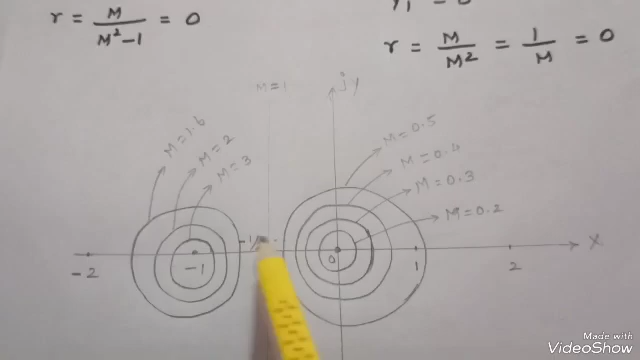 r = M / M²-1 = 0
r = M / M² = 1 / M = 0
M=1
jy
M=1.6
M=2
M=3
M=0.5
M=0.4
M=0.3
M=0.2
-2
-1
0
1
2
X
Made with
VideoShow